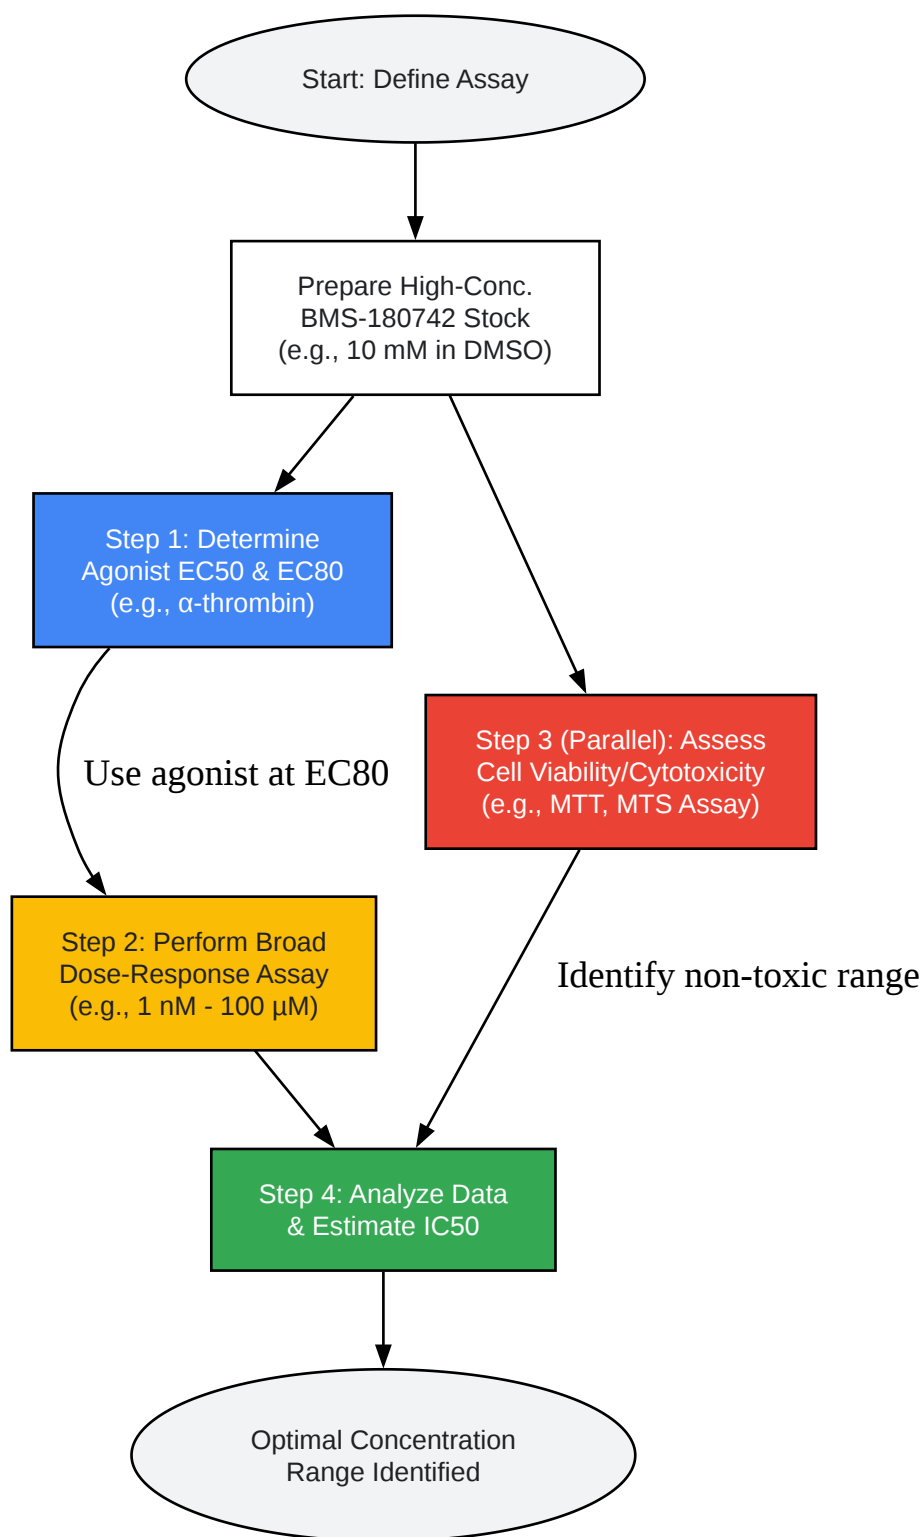 Start: Define Assay
Prepare High-Conc.
BMS-180742 Stock
(e.g., 10 mM in DMSO)
Step 1: Determine
Agonist EC50 & EC80
(e.g., α-thrombin)
Use agonist at EC80
Step 3 (Parallel): Assess
Cell Viability/Cytotoxicity
(e.g., MTT, MTS Assay)
Step 2: Perform Broad
Dose-Response Assay
(e.g., 1 nM - 100 µM)
Identify non-toxic range
Step 4: Analyze Data
& Estimate IC50
Optimal Concentration
Range Identified